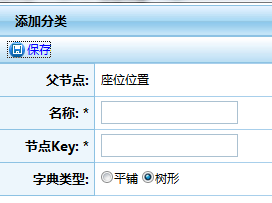 添加分类
保存
父节点: 座位位置
名称: *
节点Key: *
字典类型: 平铺 树形